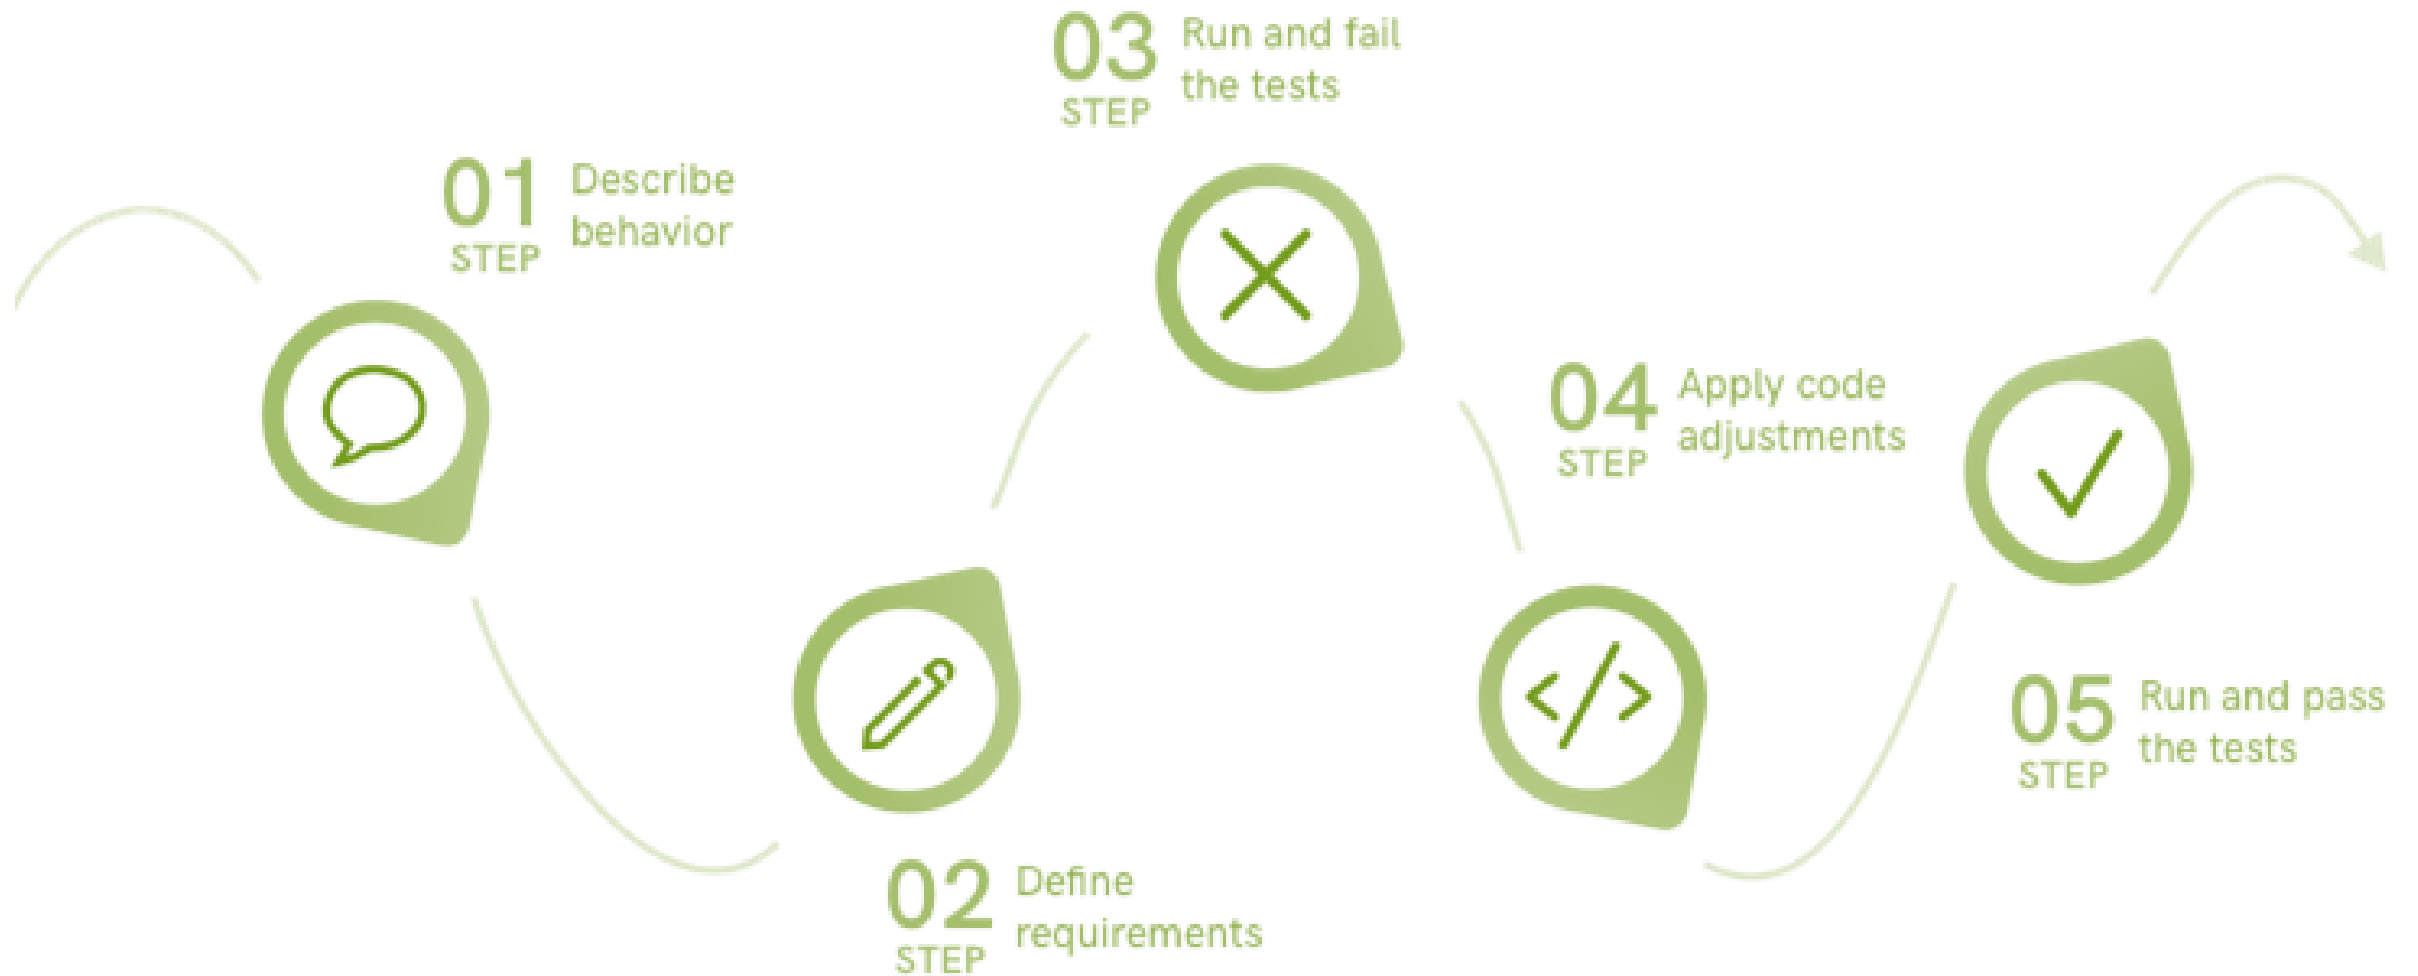 01
STEP
Describe
behavior
02
STEP
Define
requirements
03
STEP
Run and fail
the tests
04
STEP
Apply code
adjustments
05
STEP
Run and pass
the tests